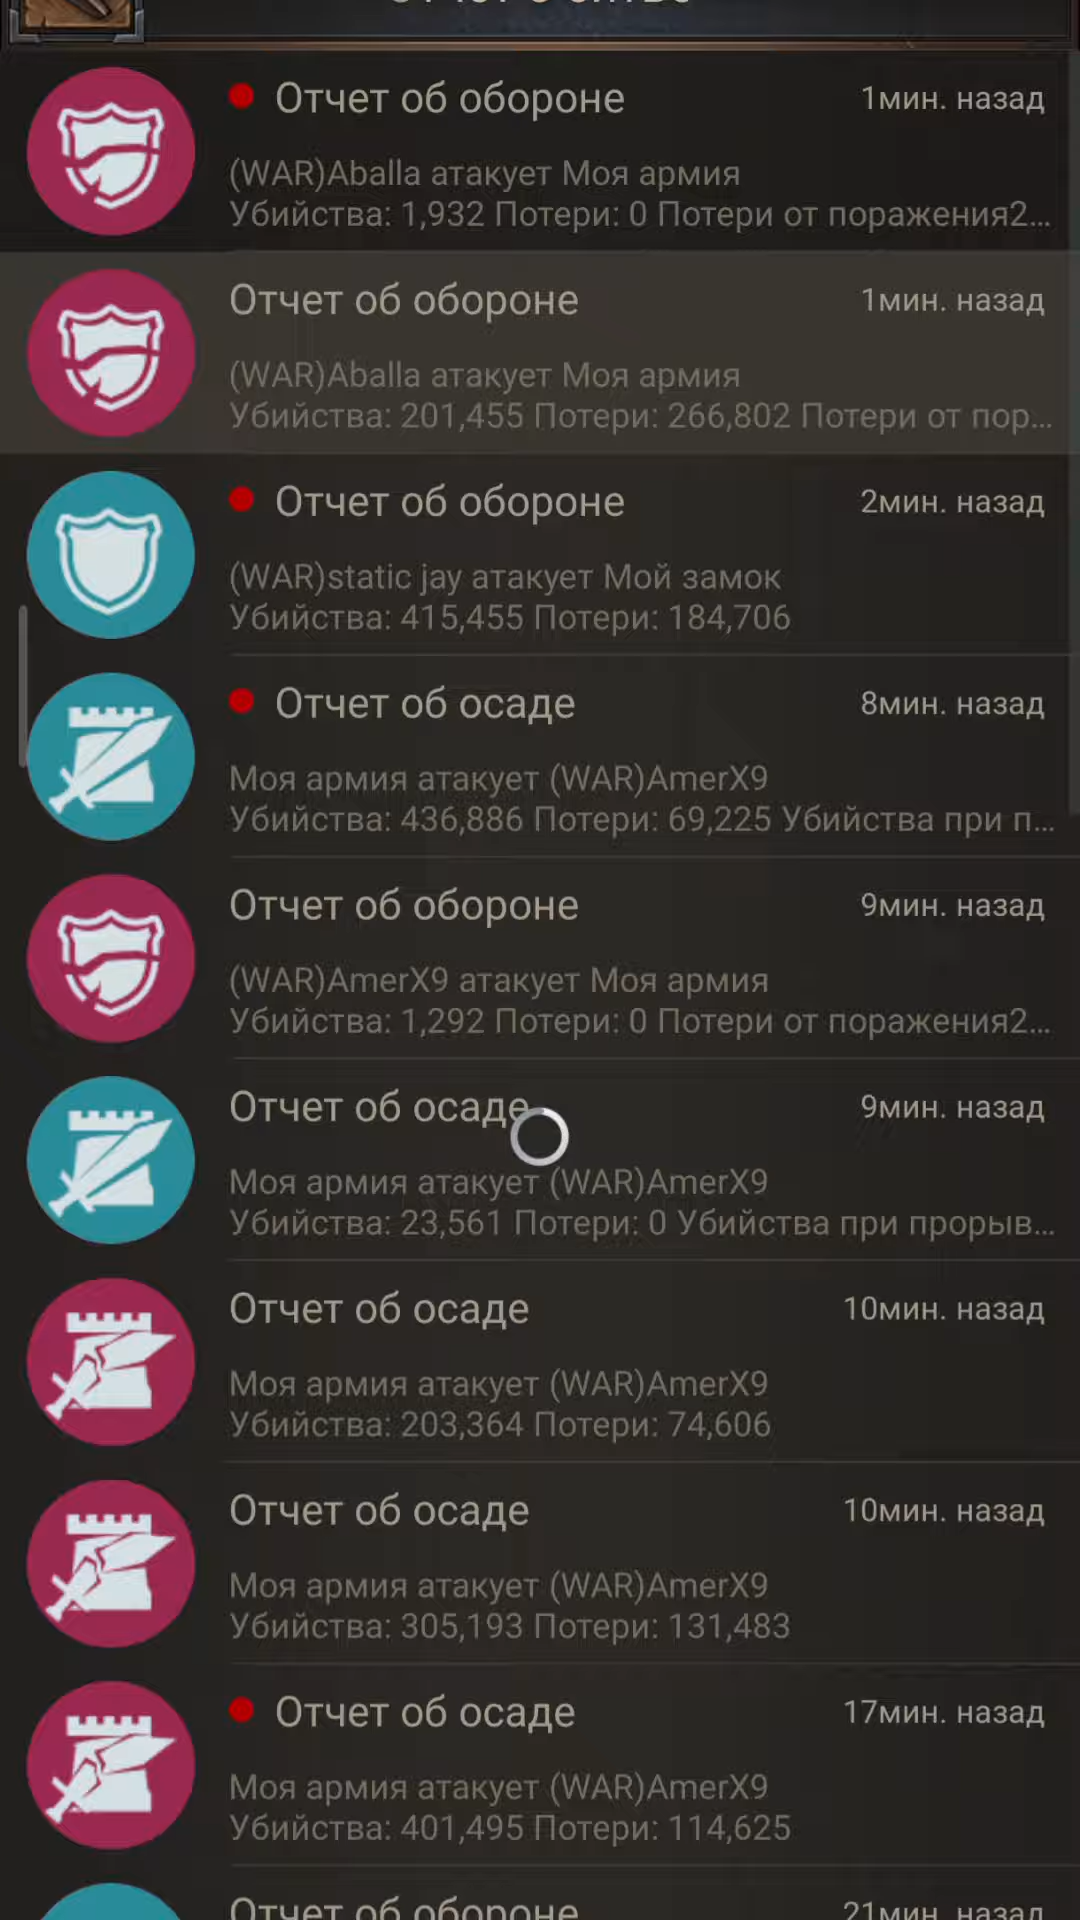 Отчет об обороне
1мин. назад
(WAR)Aballa атакует Моя армия
Убийства: 1,932 Потери: 0 Потери от поражения2...
Отчет об обороне
1мин. назад
(WAR)Aballa атакует Моя армия
Убийства: 201,455 Потери: 266,802 Потери от пор...
Отчет об обороне
2мин. назад
(WAR)static jay атакует Мой замок
Убийства: 415,455 Потери: 184,706
Отчет об осаде
8мин. назад
Моя армия атакует (WAR)AmerX9
Убийства: 436,886 Потери: 69,225 Убийства при п...
Отчет об обороне
9мин. назад
(WAR)AmerX9 атакует Моя армия
Убийства: 1,292 Потери: 0 Потери от поражения2...
Отчет об осаде
9мин. назад
Моя армия атакует (WAR)AmerX9
Убийства: 23,561 Потери: 0 Убийства при прорыв...
Отчет об осаде
10мин. назад
Моя армия атакует (WAR)AmerX9
Убийства: 203,364 Потери: 74,606
Отчет об осаде
10мин. назад
Моя армия атакует (WAR)AmerX9
Убийства: 305,193 Потери: 131,483
Отчет об осаде
17мин. назад
Моя армия атакует (WAR)AmerX9
Убийства: 401,495 Потери: 114,625
Отчет об обороне
21мин. назад